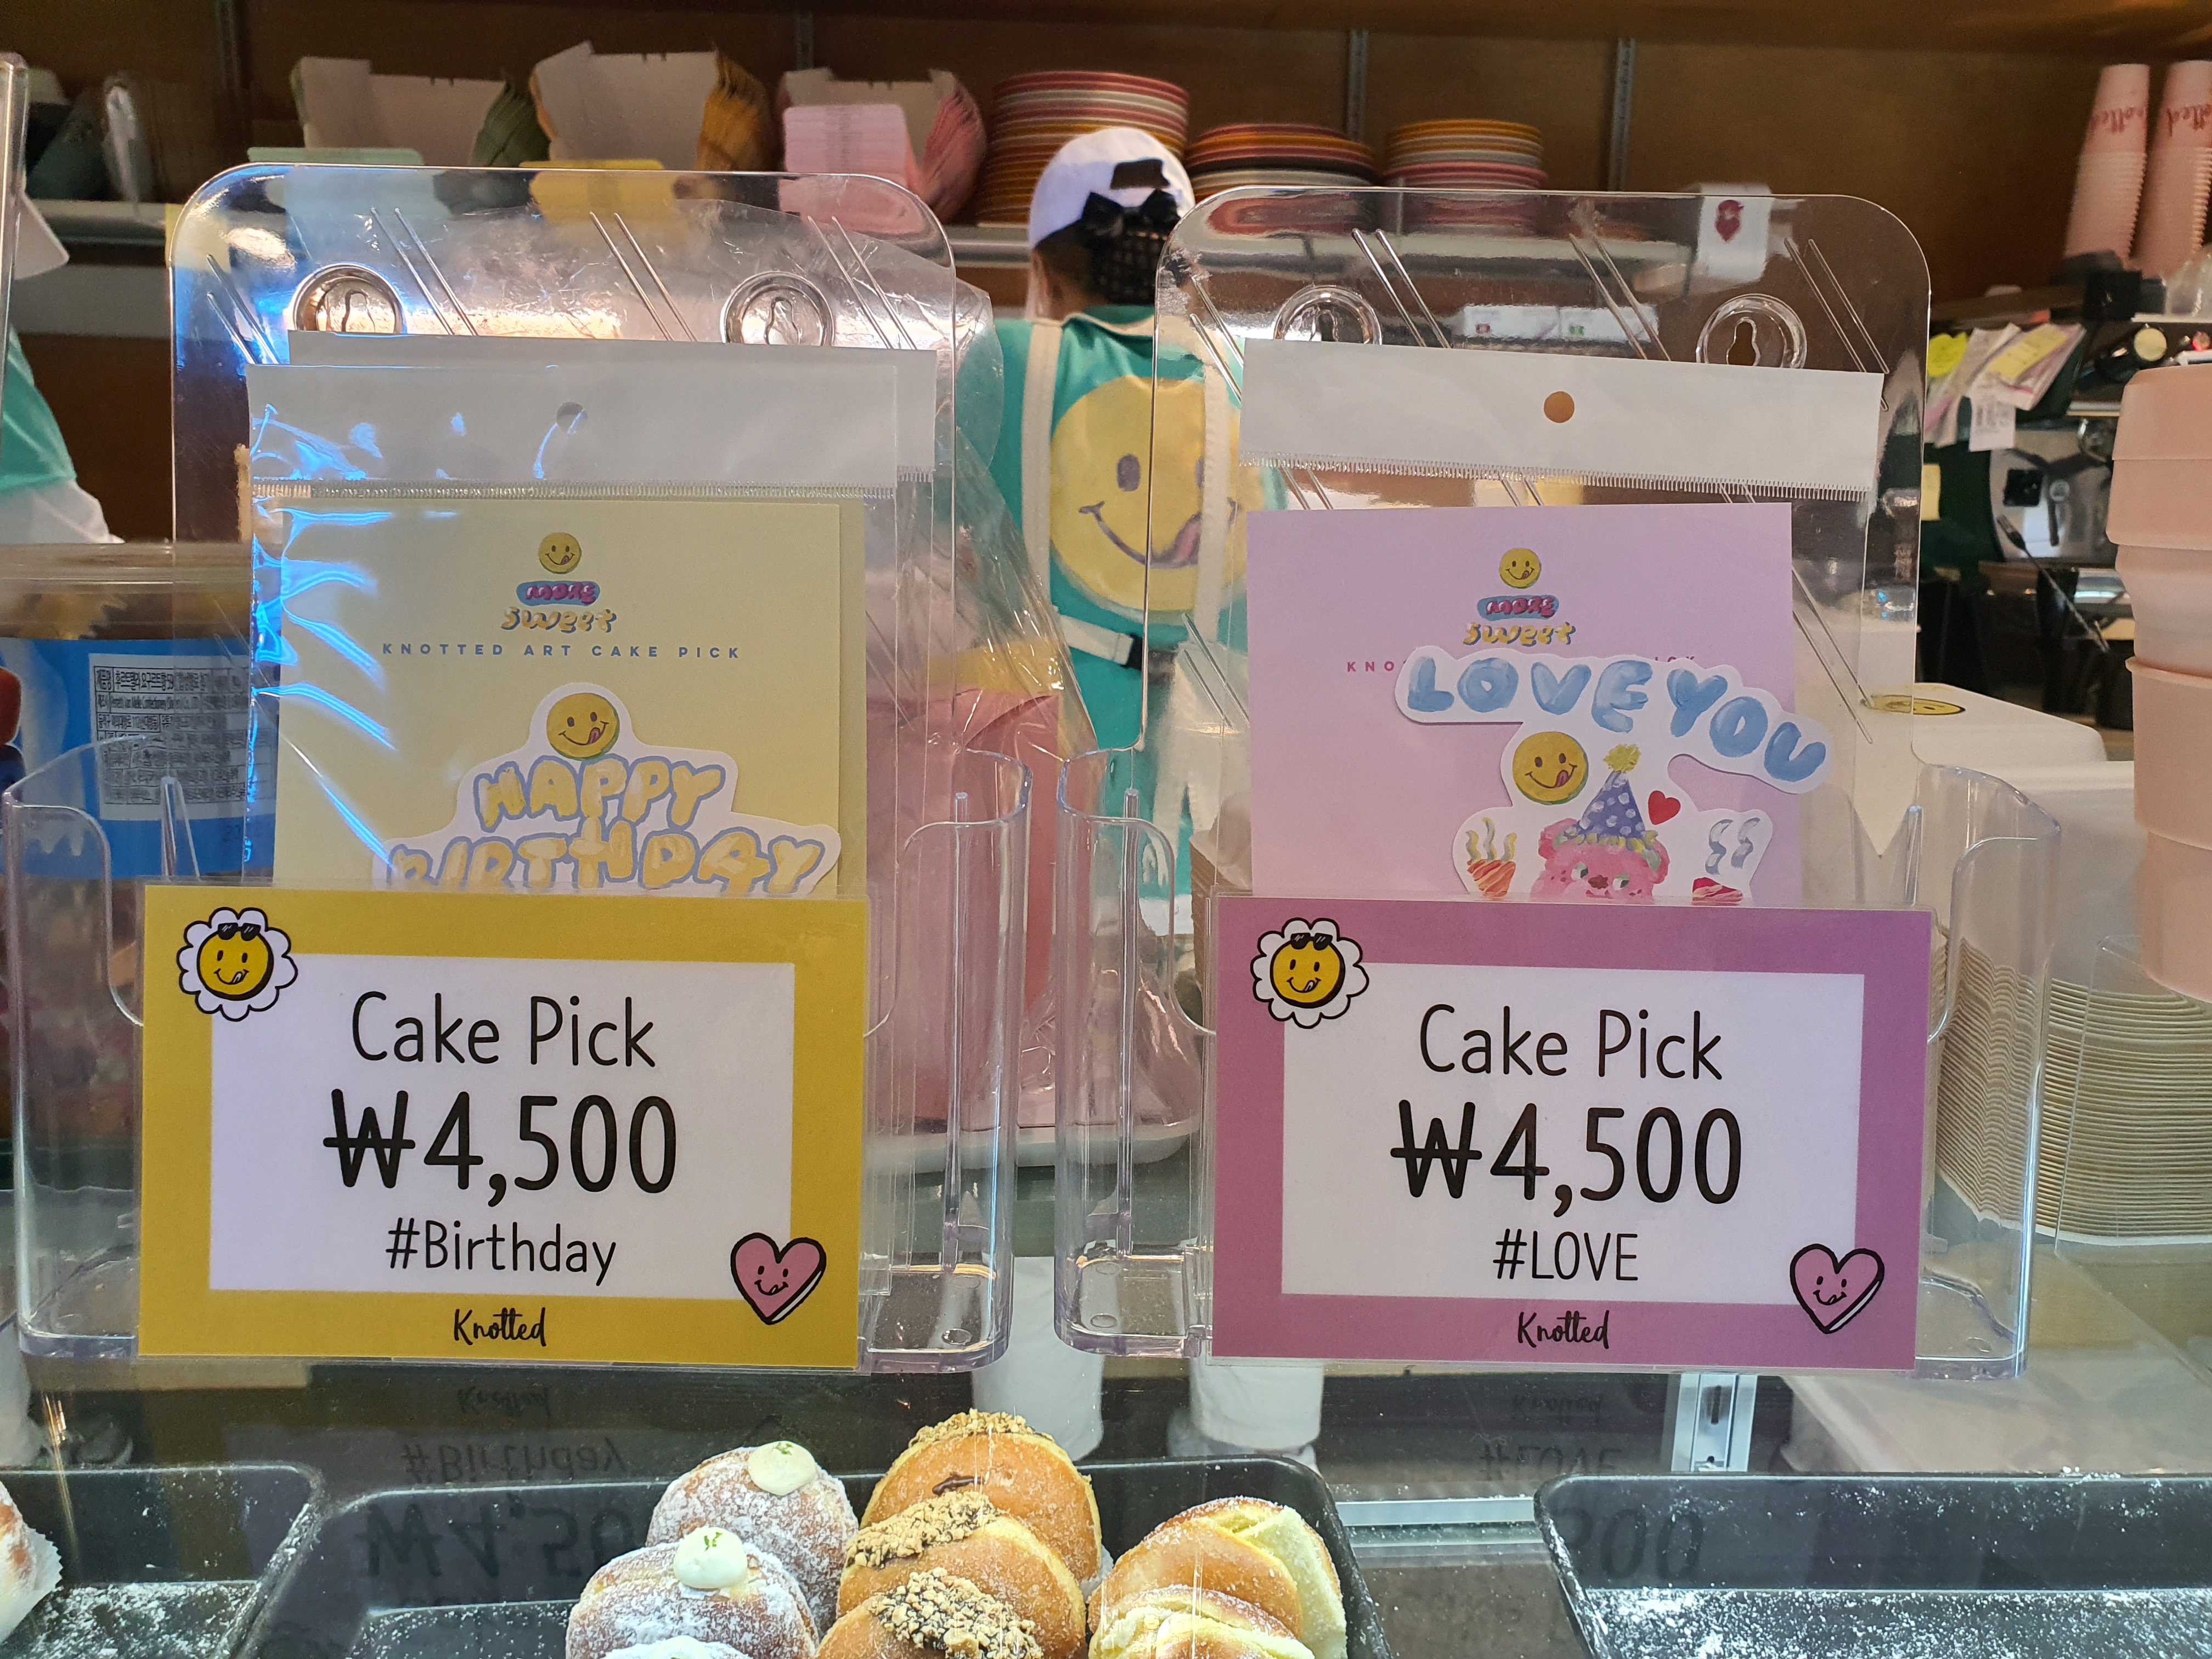 MORE
sweet
KNOTTED ART CAKE PICK
HAPPY
BIRTHDAY
Cake Pick
₩4,500
#Birthday
Knotted
MORE
sweet
LOVE YOU
Cake Pick
₩4,500
#LOVE
Knotted